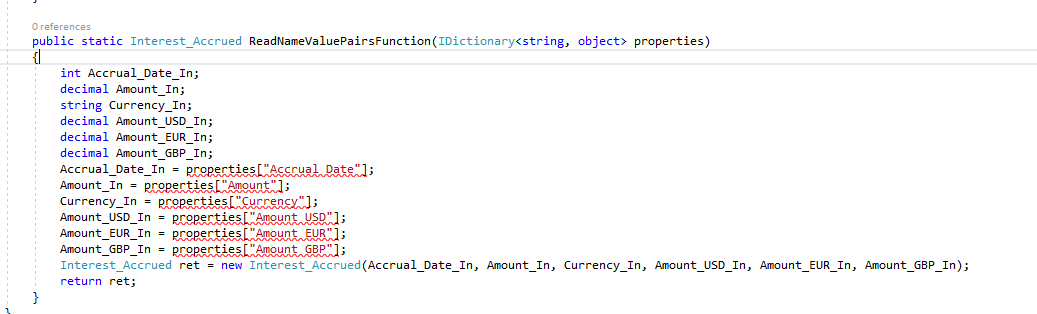 }
0 references
public static Interest_Accrued ReadNameValuePairsFunction(IDictionary<string, object> properties)
{
int Accrual_Date_In;
decimal Amount_In;
string Currency_In;
decimal Amount_USD_In;
decimal Amount_EUR_In;
decimal Amount_GBP_In;
Accrual_Date_In = properties["Accrual Date"];
Amount_In = properties["Amount"];
Currency_In = properties["Currency"];
Amount_USD_In = properties["Amount USD"];
Amount_EUR_In = properties["Amount EUR"];
Amount_GBP_In = properties["Amount GBP"];
Interest_Accrued ret = new Interest_Accrued(Accrual_Date_In, Amount_In, Currency_In, Amount_USD_In, Amount_EUR_In, Amount_GBP_In);
return ret;
}
}